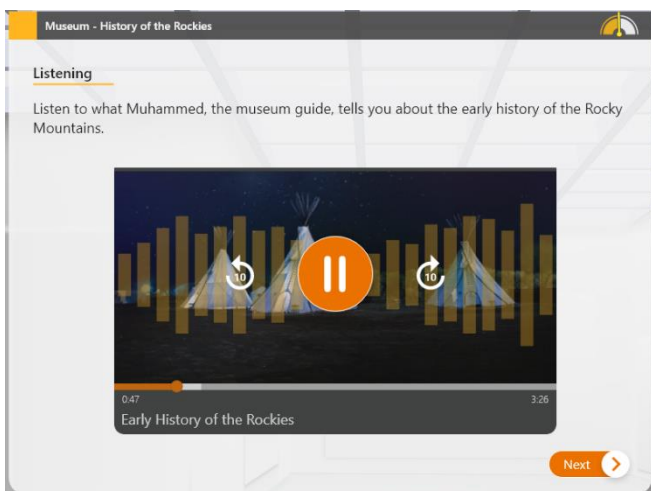 Museum - History of the Rockies
Listening
Listen to what Muhammed, the museum guide, tells you about the early history of the Rocky
Mountains.
10
10
0:47
3:26
Early History of the Rockies
Next